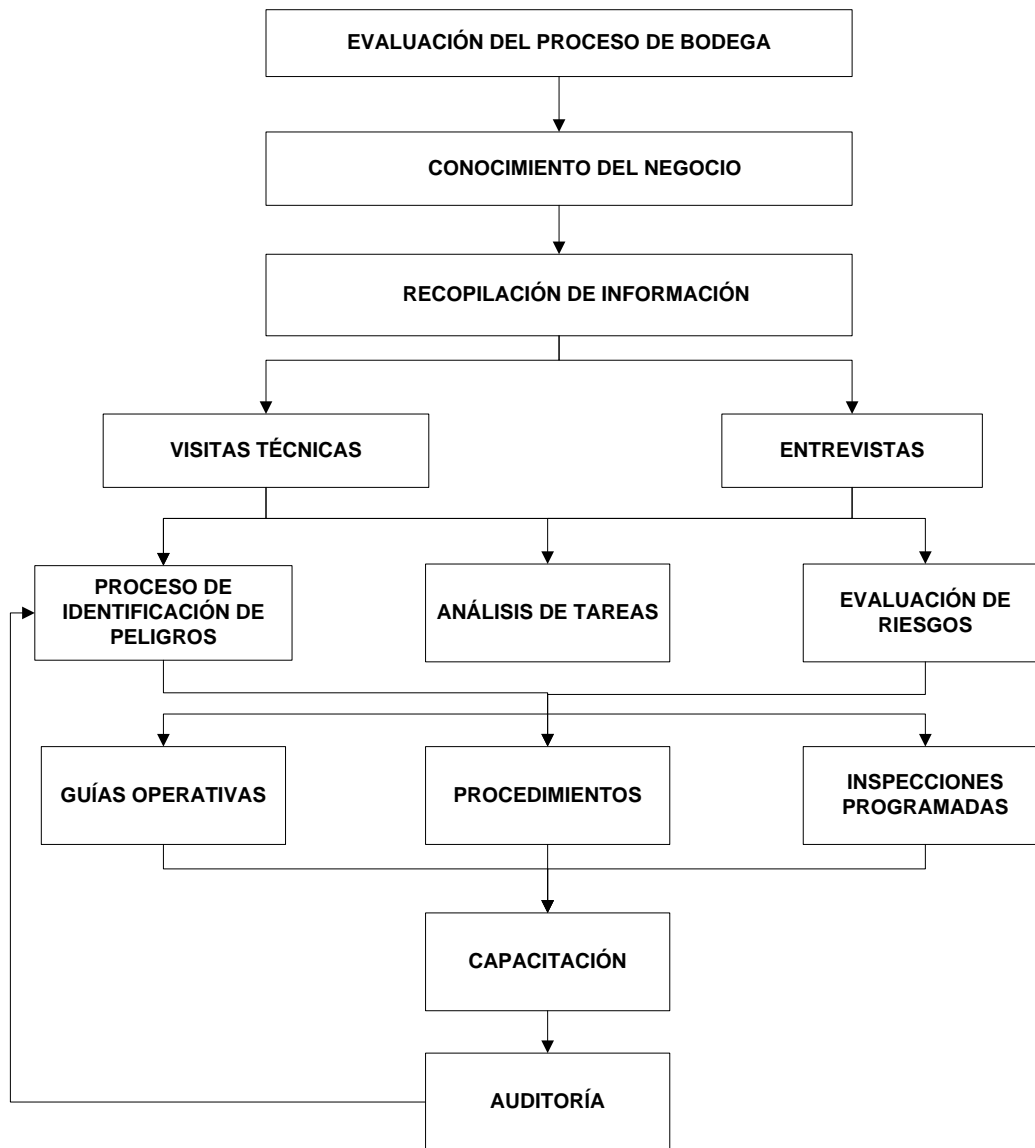 EVALUACIÓN DEL PROCESO DE BODEGA
CONOCIMIENTO DEL NEGOCIO
RECOPILACIÓN DE INFORMACIÓN
VISITAS TÉCNICAS
ENTREVISTAS
PROCESO DE
IDENTIFICACIÓN DE
PELIGROS
ANÁLISIS DE TAREAS
EVALUACIÓN DE
RIESGOS
GUÍAS OPERATIVAS
PROCEDIMIENTOS
INSPECCIONES
PROGRAMADAS
CAPACITACIÓN
AUDITORÍA